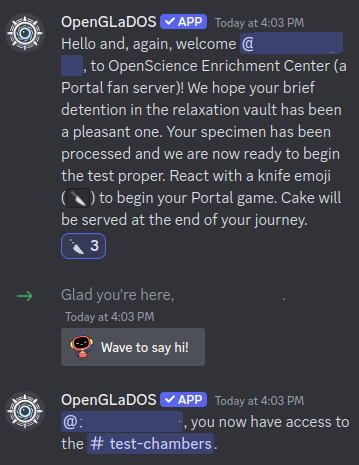 OpenGLaDOS ✓ APP Today at 4:03 PM
Hello and, again, welcome @
, to OpenScience Enrichment Center (a
Portal fan server)! We hope your brief
detention in the relaxation vault has been
a pleasant one. Your specimen has been
processed and we are now ready to begin
the test proper. React with a knife emoji
(🔪) to begin your Portal game. Cake will
be served at the end of your journey.
🔪 3
Glad you're here, .
Today at 4:03 PM
Wave to say hi!
OpenGLaDOS ✓ APP Today at 4:03 PM
@: , you now have access to
the # test-chambers.